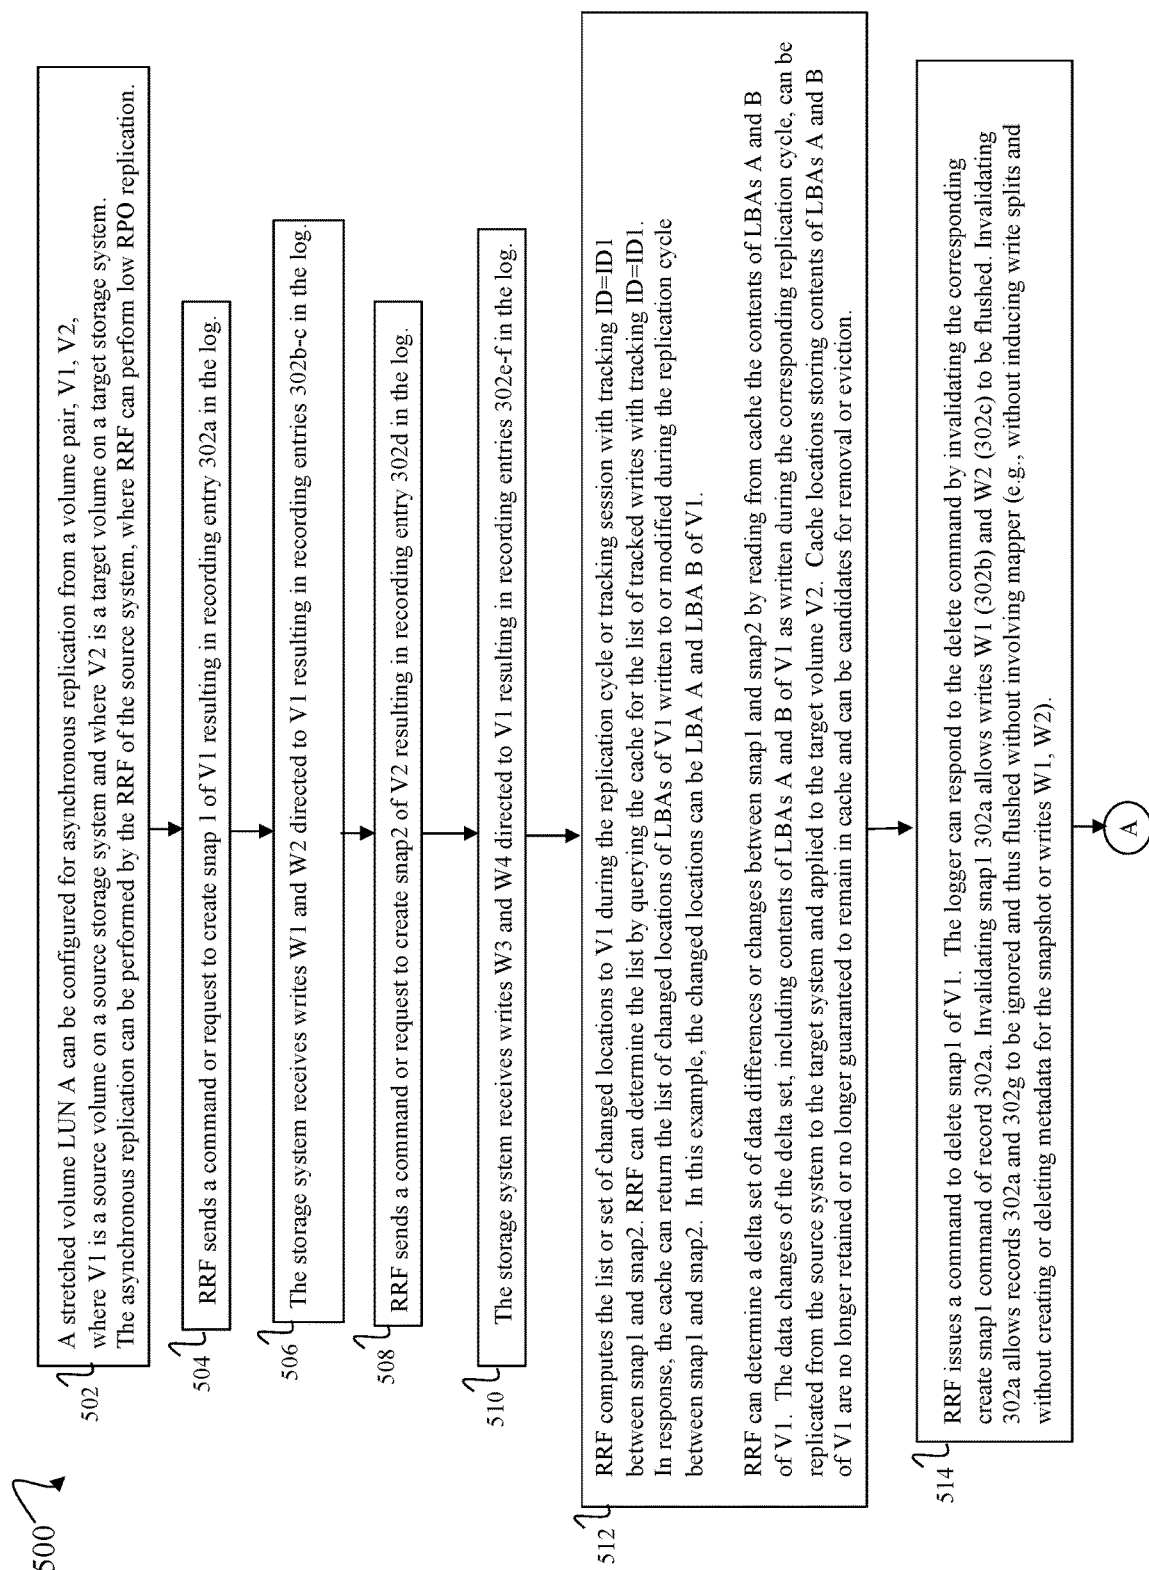 500
502
A stretched volume LUN A can be configured for asynchronous replication from a volume pair, V1, V2,
where V1 is a source volume on a source storage system and where V2 is a target volume on a target storage system.
The asynchronous replication can be performed by the RRF of the source system, where RRF can perform low RPO replication.
504
RRF sends a command or request to create snap 1 of V1 resulting in recording entry 302a in the log.
506
The storage system receives writes W1 and W2 directed to V1 resulting in recording entries 302b-c in the log.
508
RRF sends a command or request to create snap2 of V2 resulting in recording entry 302d in the log.
510
The storage system receives writes W3 and W4 directed to V1 resulting in recording entries 302e-f in the log.
512
RRF computes the list or set of changed locations to V1 during the replication cycle or tracking session with tracking ID=ID1
between snap1 and snap2. RRF can determine the list by querying the cache for the list of tracked writes with tracking ID=ID1.
In response, the cache can return the list of changed locations of LBAs of V1 written to or modified during the replication cycle
between snap1 and snap2.  In this example, the changed locations can be LBA A and LBA B of V1.
RRF can determine a delta set of data differences or changes between snap1 and snap2 by reading from cache the contents of LBAs A and B
of V1. The data changes of the delta set, including contents of LBAs A and B of V1 as written during the corresponding replication cycle, can be
replicated from the source system to the target system and applied to the target volume V2.  Cache locations storing contents of LBAs A and B
of V1 are no longer retained or no longer guaranteed to remain in cache and can be candidates for removal or eviction.
514
RRF issues a command to delete snap1 of V1.  The logger can respond to the delete command by invalidating the corresponding
create snap1 command of record 302a. Invalidating snap1 302a allows writes W1 (302b) and W2 (302c) to be flushed. Invalidating
302a allows records 302a and 302g to be ignored and thus flushed without involving mapper (e.g., without inducing write splits and
without creating or deleting metadata for the snapshot or writes W1, W2).
A